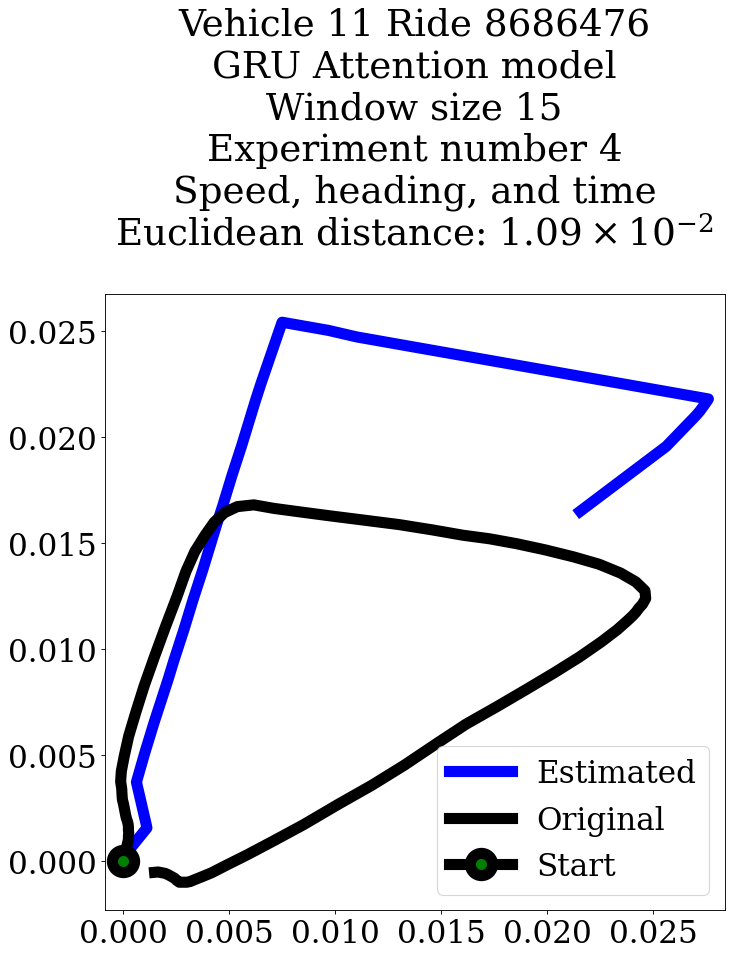 Vehicle 11 Ride 8686476
GRU Attention model
Window size 15
Experiment number 4
Speed, heading, and time
Euclidean distance: 1.09 × 10⁻²
0.025
0.020
0.015
0.010
0.005
0.000
Estimated
Original
Start
0.000 0.005 0.010 0.015 0.020 0.025